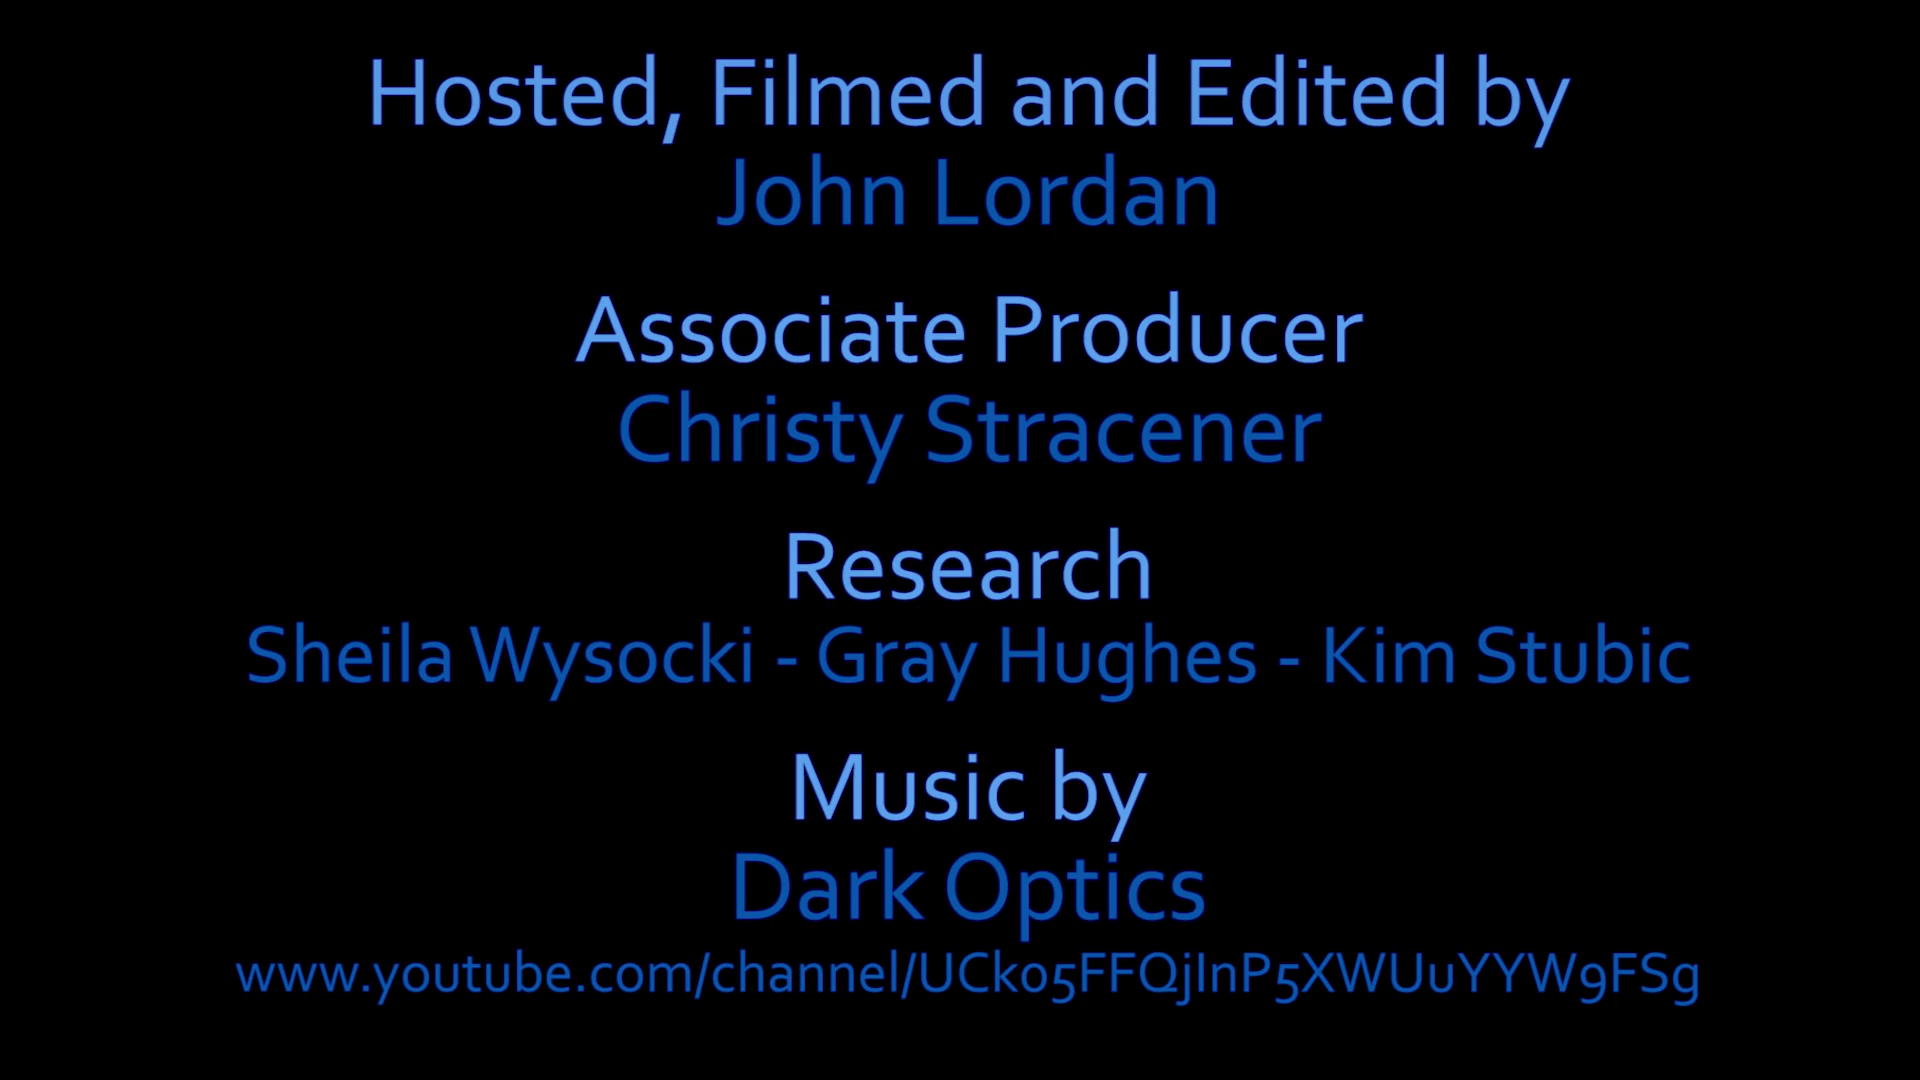 Hosted, Filmed and Edited by
John Lordan
Associate Producer
Christy Stracener
Research
Sheila Wysocki - Gray Hughes - Kim Stubic
Music by
Dark Optics
www.youtube.com/channel/UCko5FFQjInP5XWUuYYW9FSg